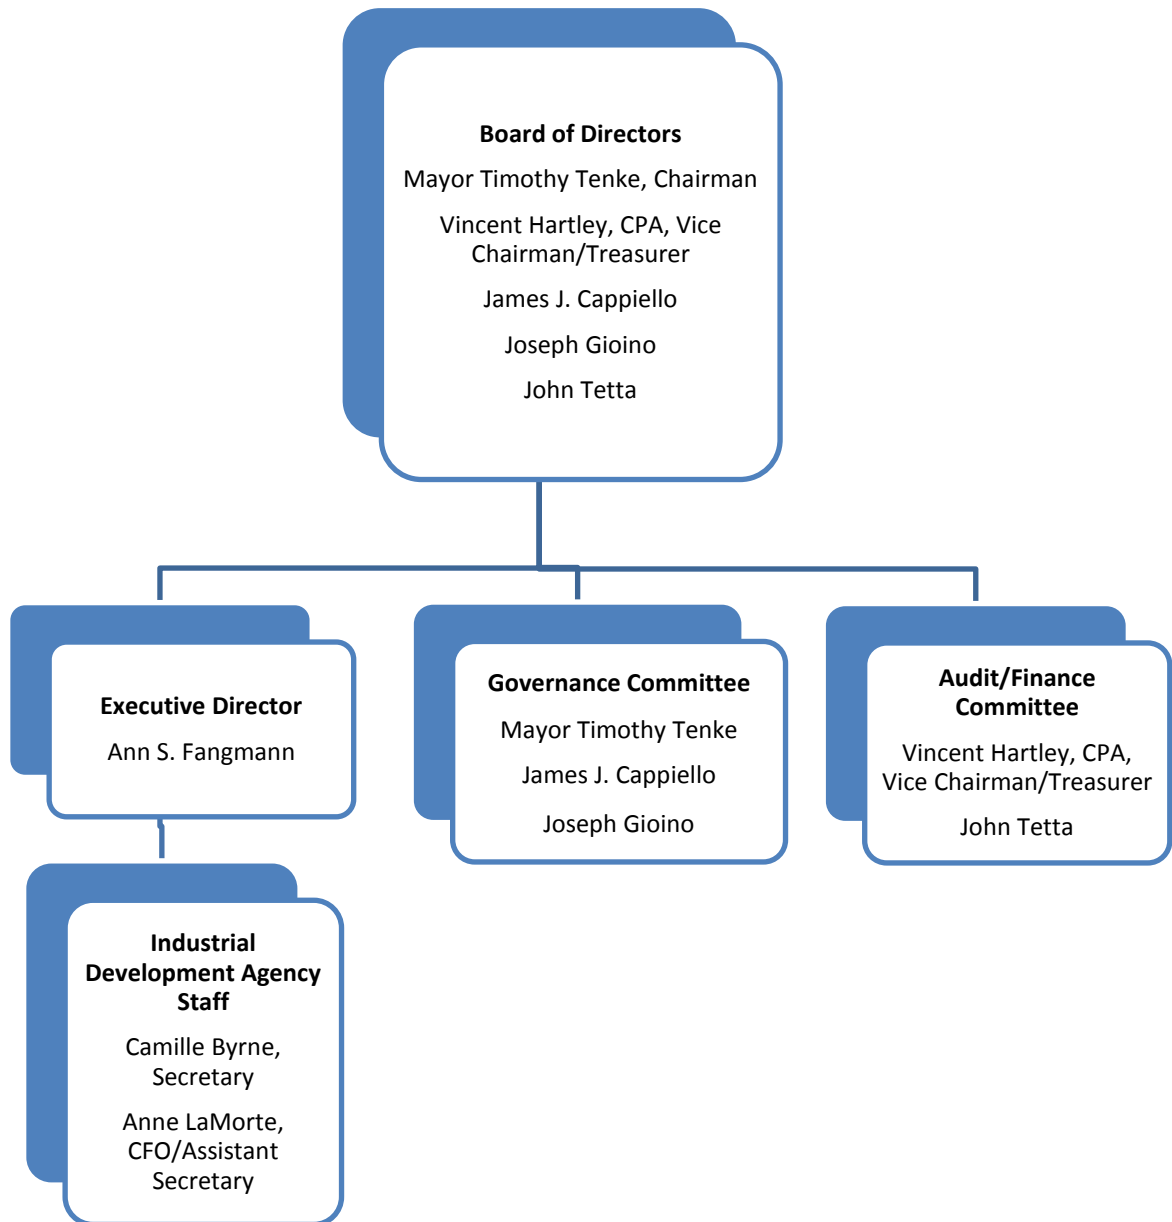 Board of Directors
Mayor Timothy Tenke, Chairman
Vincent Hartley, CPA, Vice
Chairman/Treasurer
James J. Cappiello
Joseph Gioino
John Tetta
Executive Director
Ann S. Fangmann
Governance Committee
Mayor Timothy Tenke
James J. Cappiello
Joseph Gioino
Audit/Finance
Committee
Vincent Hartley, CPA,
Vice Chairman/Treasurer
John Tetta
Industrial
Development Agency
Staff
Camille Byrne,
Secretary
Anne LaMorte,
CFO/Assistant
Secretary